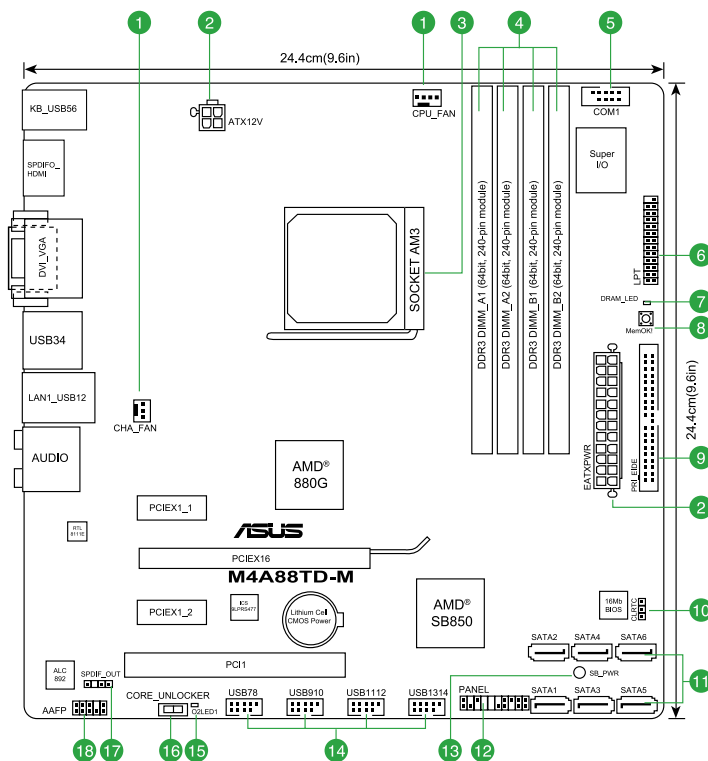 1
2
3
1
4
5
24.4cm(9.6in)
KB_USB56
ATX12V
CPU_FAN
COM1
SPDIFO_
HDMI
Super
I/O
DVI_VGA
SOCKET AM3
DDR3 DIMM_A1 (64bit, 240-pin module)
DDR3 DIMM_A2 (64bit, 240-pin module)
DDR3 DIMM_B1 (64bit, 240-pin module)
DDR3 DIMM_B2 (64bit, 240-pin module)
LPT
6
DRAM_LED
7
MemOK!
8
USB34
LAN1_USB12
CHA_FAN
AUDIO
EATXPWR
PRI_EIDE
24.4cm(9.6in)
9
2
AMD®
880G
PCIEX1_1
RTL
8111E
ASUS
PCIEX16
M4A88TD-M
PCIEX1_2
ICS
9LPRS477
Lithium Cell
CMOS Power
AMD®
SB850
16Mb
BIOS
CLRTC
10
SATA2
SATA4
SATA6
PCI1
SB_PWR
11
ALC
892
SPDIF_OUT
CORE_UNLOCKER
USB78
USB910
USB1112
USB1314
PANEL
SATA1
SATA3
SATA5
AAFP
O2LED1
18
17
16
15
14
13
12